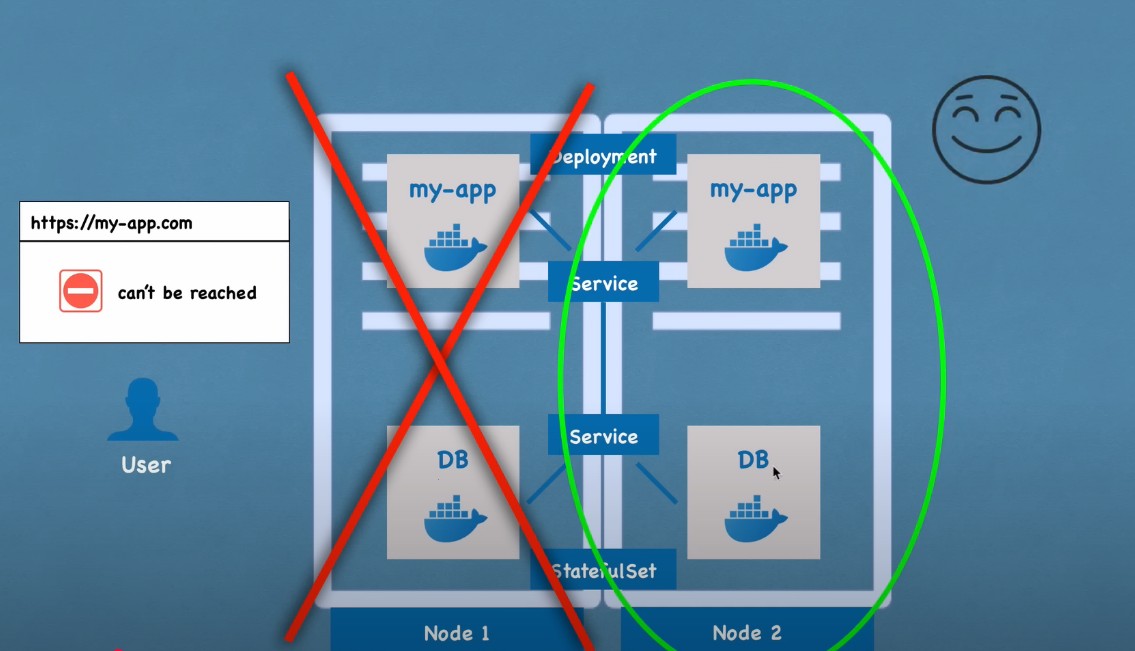 Deployment
my-app
my-app
https://my-app.com
can't be reached
Service
Service
DB
DB
User
StatefulSet
Node 1
Node 2